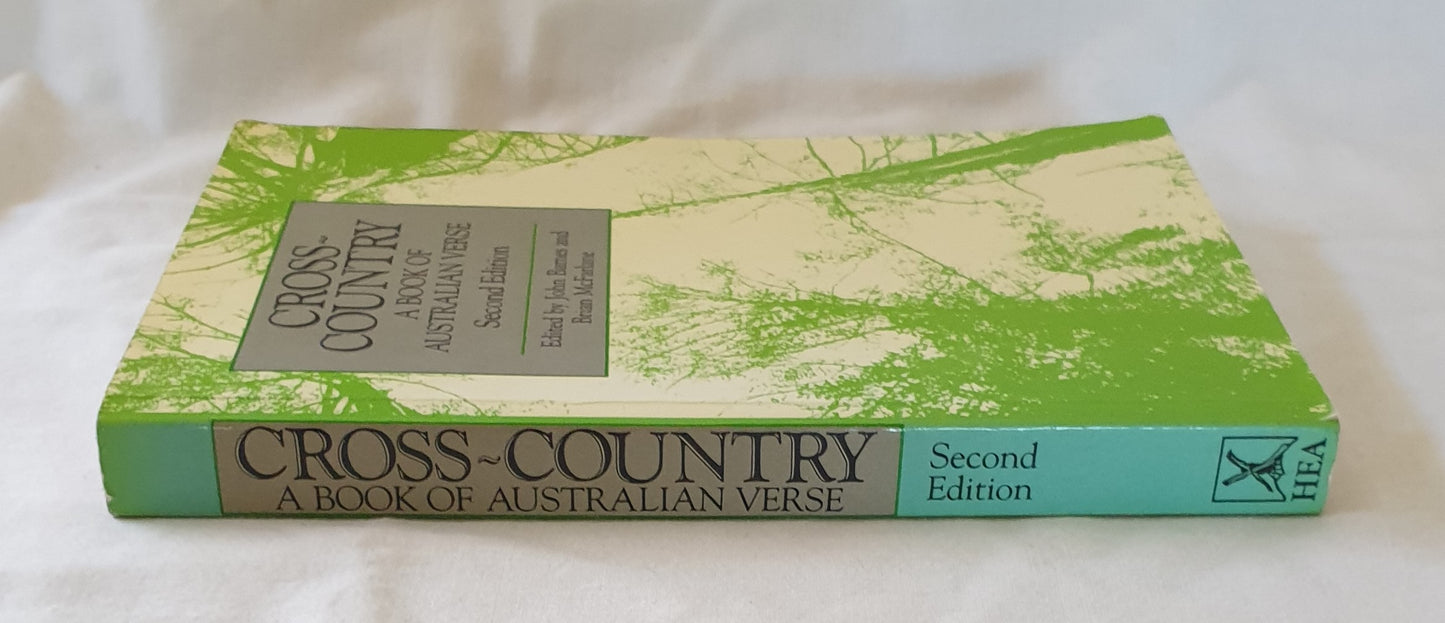 CROSS~
COUNTRY
A BOOK OF
AUSTRALIAN VERSE
Second Edition
Edited by John Barnes and
Brian McFarlane
CROSS~COUNTRY
A BOOK OF AUSTRALIAN VERSE
Second
Edition
HEA